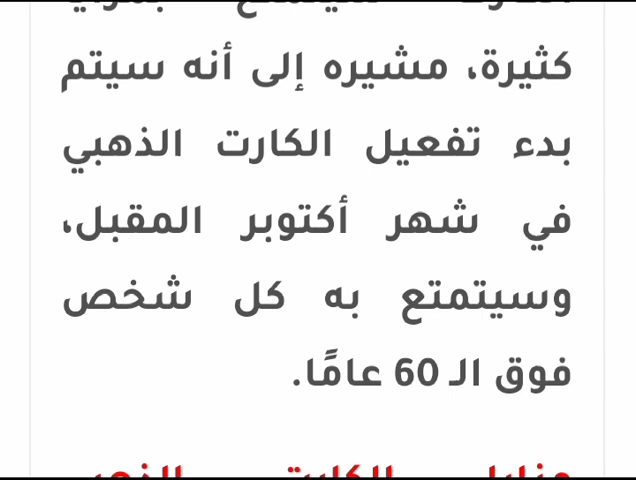 كثيرة، مشيره إلى أنه سيتم
بدء تفعيل الكارت الذهبي
في شهر أكتوبر المقبل،
وسيتمتع به كل شخص
فوق الـ 60 عامًا.